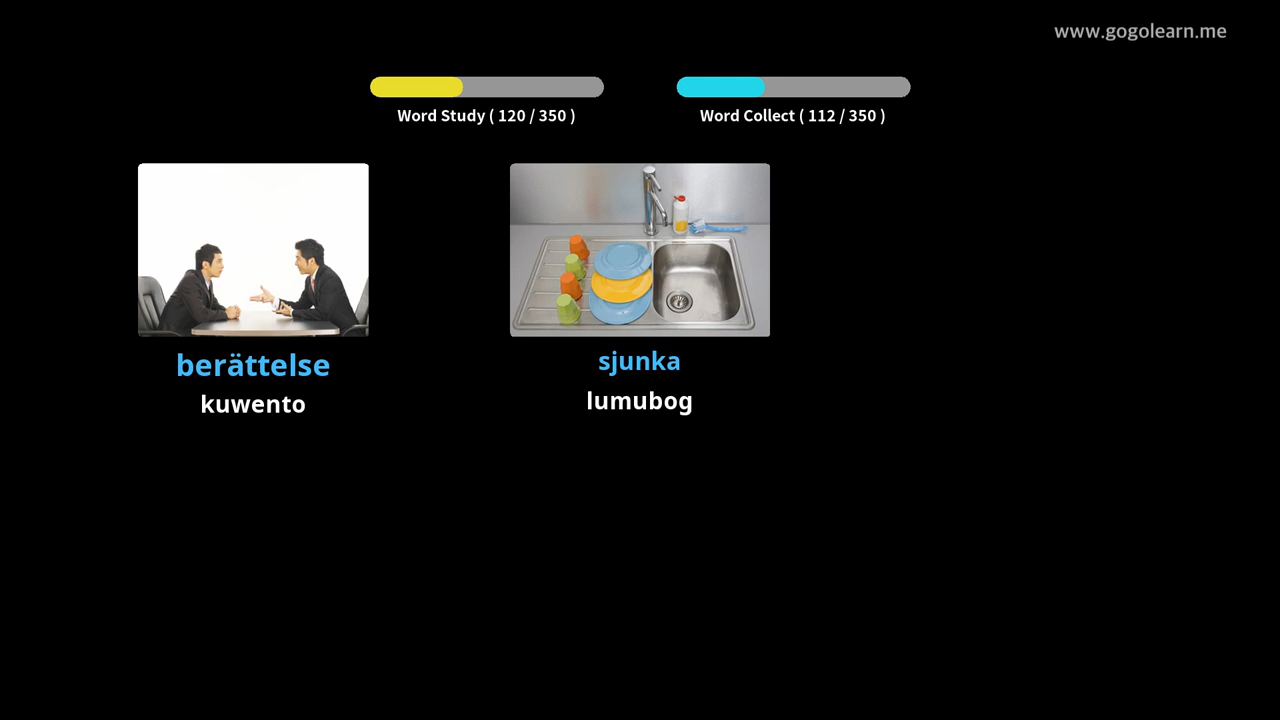 www.gogolearn.me
Word Study ( 120 / 350 )
Word Collect ( 112 / 350 )
berättelse
kuwento
sjunka
lumubog